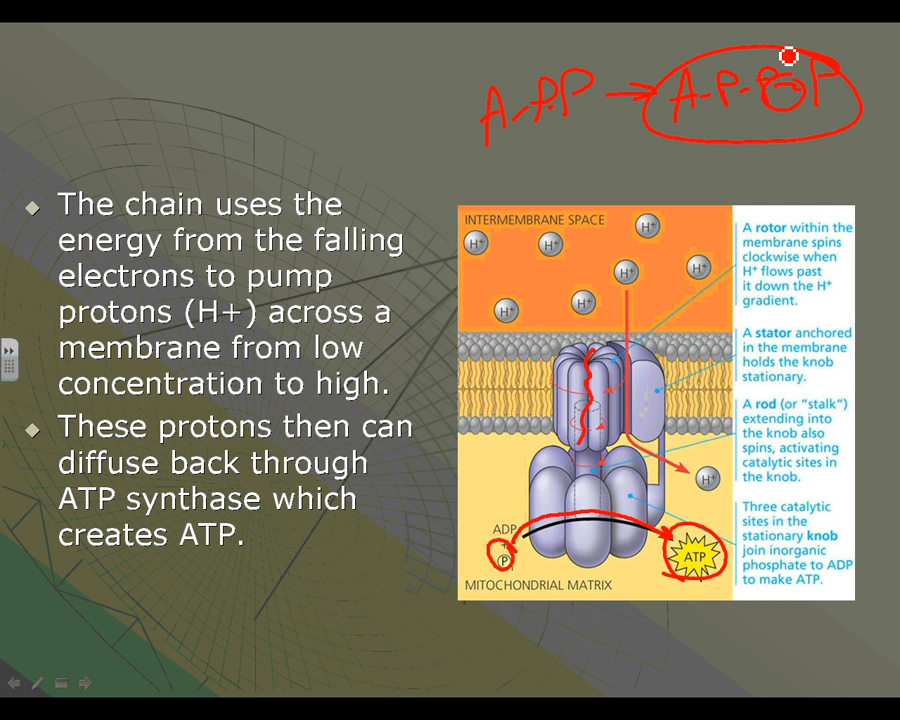 A-P.P → A-P-P-P
The chain uses the
energy from the falling
electrons to pump
protons (H+) across a
membrane from low
concentration to high.
These protons then can
diffuse back through
ATP synthase which
creates ATP.
INTERMEMBRANE SPACE
H+
H+
H+
H+
H+
H+
H+
H+
ADP
+
P
ATP
MITOCHONDRIAL MATRIX
A rotor within the
membrane spins
clockwise when
H+ flows past
it down the H+
gradient.
A stator anchored
in the membrane
holds the knob
stationary.
A rod (or “stalk”)
extending into
the knob also
spins, activating
catalytic sites in
the knob.
Three catalytic
sites in the
stationary knob
join inorganic
phosphate to ADP
to make ATP.